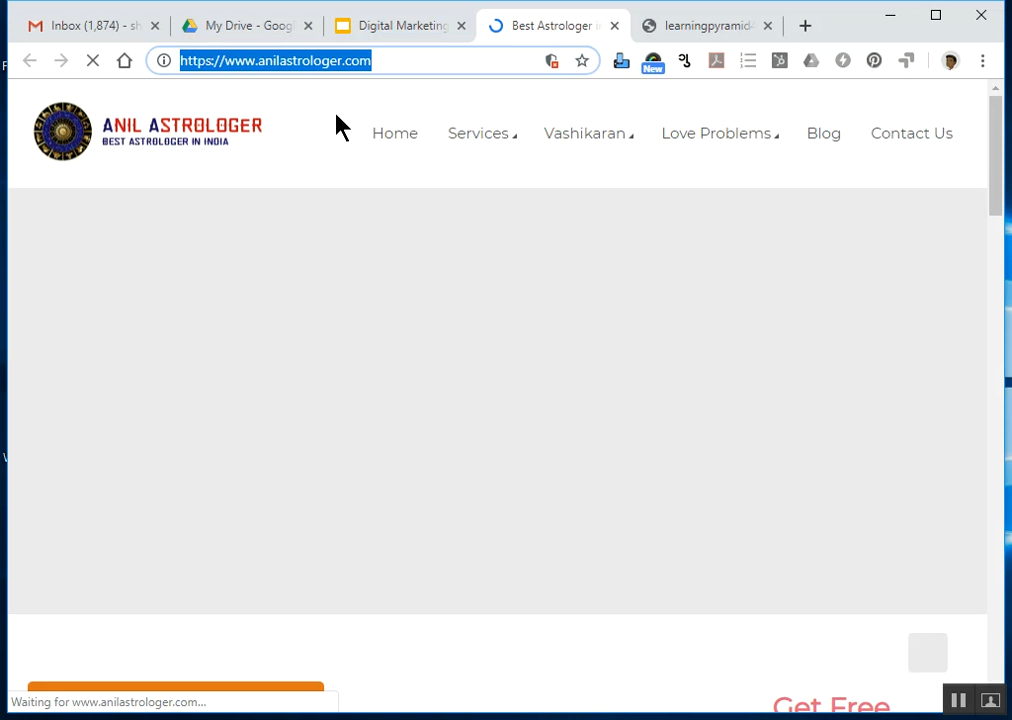 Inbox (1,874) - sh
My Drive - Goog
Digital Marketing
Best Astrologer i
learningpyramid
https://www.anilastrologer.com
New
ANIL ASTROLOGER
BEST ASTROLOGER IN INDIA
Home
Services
Vashikaran
Love Problems
Blog
Contact Us
Get Free
Waiting for www.anilastrologer.com...